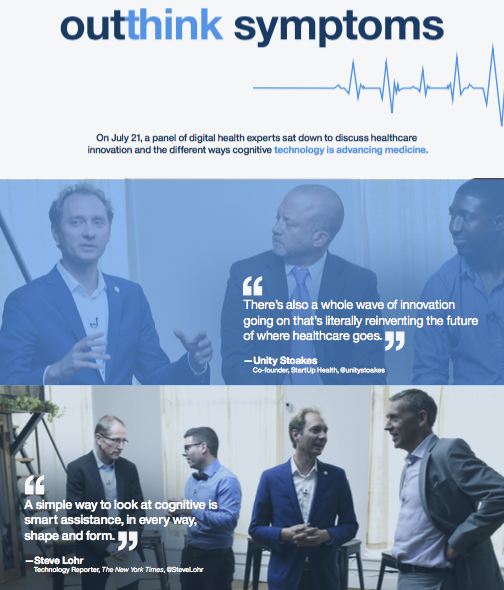 outthink symptoms
On July 21, a panel of digital health experts sat down to discuss healthcare
innovation and the different ways cognitive technology is advancing medicine.
“
There's also a whole wave of innovation
going on that's literally reinventing the future
of where healthcare goes. ”
—Unity Stoakes
Co-founder, StartUp Health, @unitystoakes
“
A simple way to look at cognitive is
smart assistance, in every way,
shape and form. ”
—Steve Lohr
Technology Reporter, The New York Times, @SteveLohr